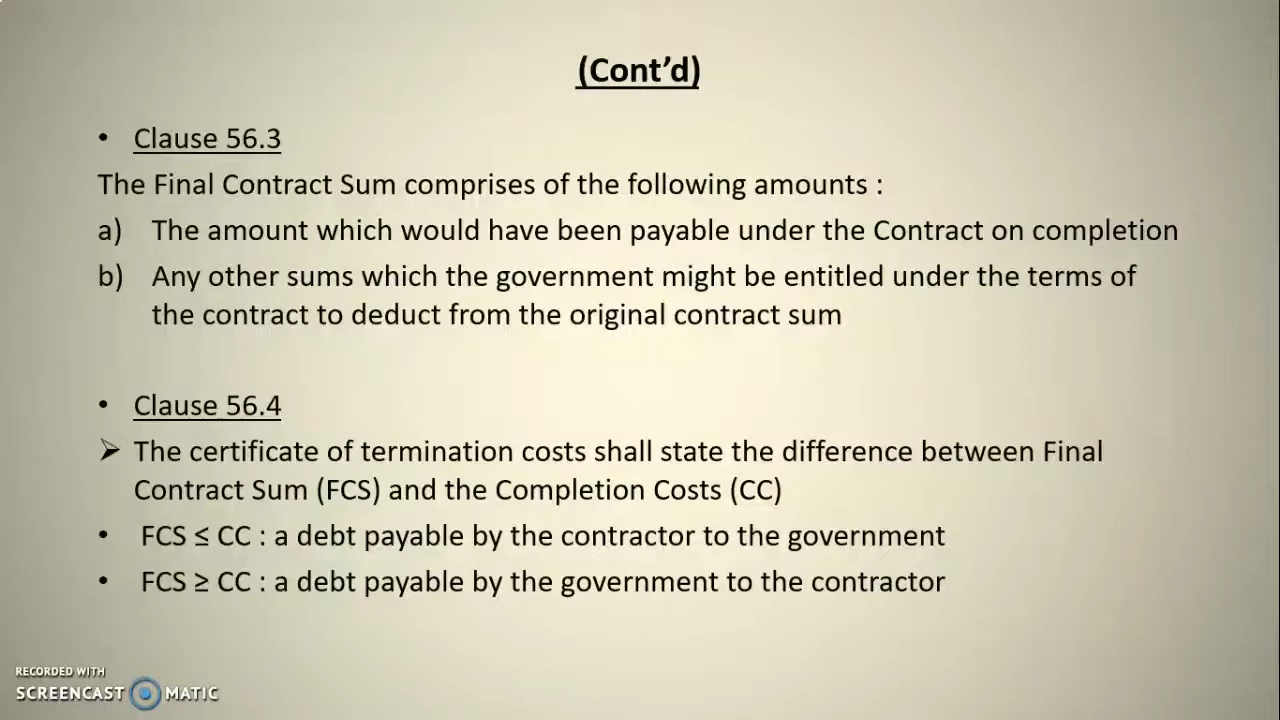 (Cont’d)
• Clause 56.3
The Final Contract Sum comprises of the following amounts :
a) The amount which would have been payable under the Contract on completion
b) Any other sums which the government might be entitled under the terms of
the contract to deduct from the original contract sum
• Clause 56.4
➢ The certificate of termination costs shall state the difference between Final
Contract Sum (FCS) and the Completion Costs (CC)
• FCS ≤ CC : a debt payable by the contractor to the government
• FCS ≥ CC : a debt payable by the government to the contractor
RECORDED WITH
SCREENCAST MATIC